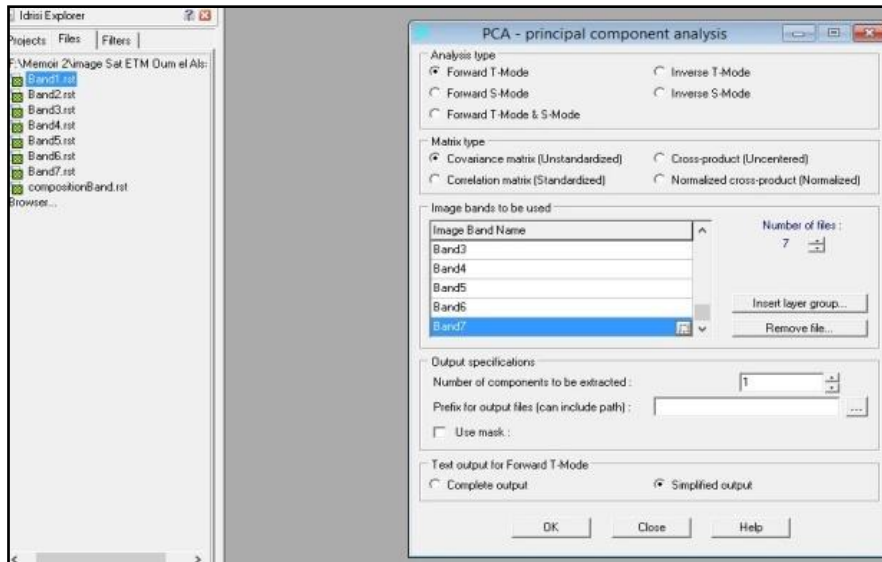 Idrisi Explorer
Projects Files Filters
F:\Memoir 2\image Sat ETM Oum el Als
Band1.rst
Band2.rst
Band3.rst
Band4.rst
Band5.rst
Band6.rst
Band7.rst
compositionBand.rst
Browser...
PCA - principal component analysis
Analysis type
Forward T-Mode Inverse T-Mode
Forward S-Mode Inverse S-Mode
Forward T-Mode & S-Mode
Matrix type
Covariance matrix (Unstandardized) Cross-product (Uncentered)
Correlation matrix (Standardized) Normalized cross-product (Normalized)
Image bands to be used
Image Band Name
Band3
Band4
Band5
Band6
Band7
Number of files :
7
Insert layer group...
Remove file...
Output specifications
Number of components to be extracted : 1
Prefix for output files (can include path) : ...
Use mask :
Text output for Forward T-Mode
Complete output Simplified output
OK Close Help